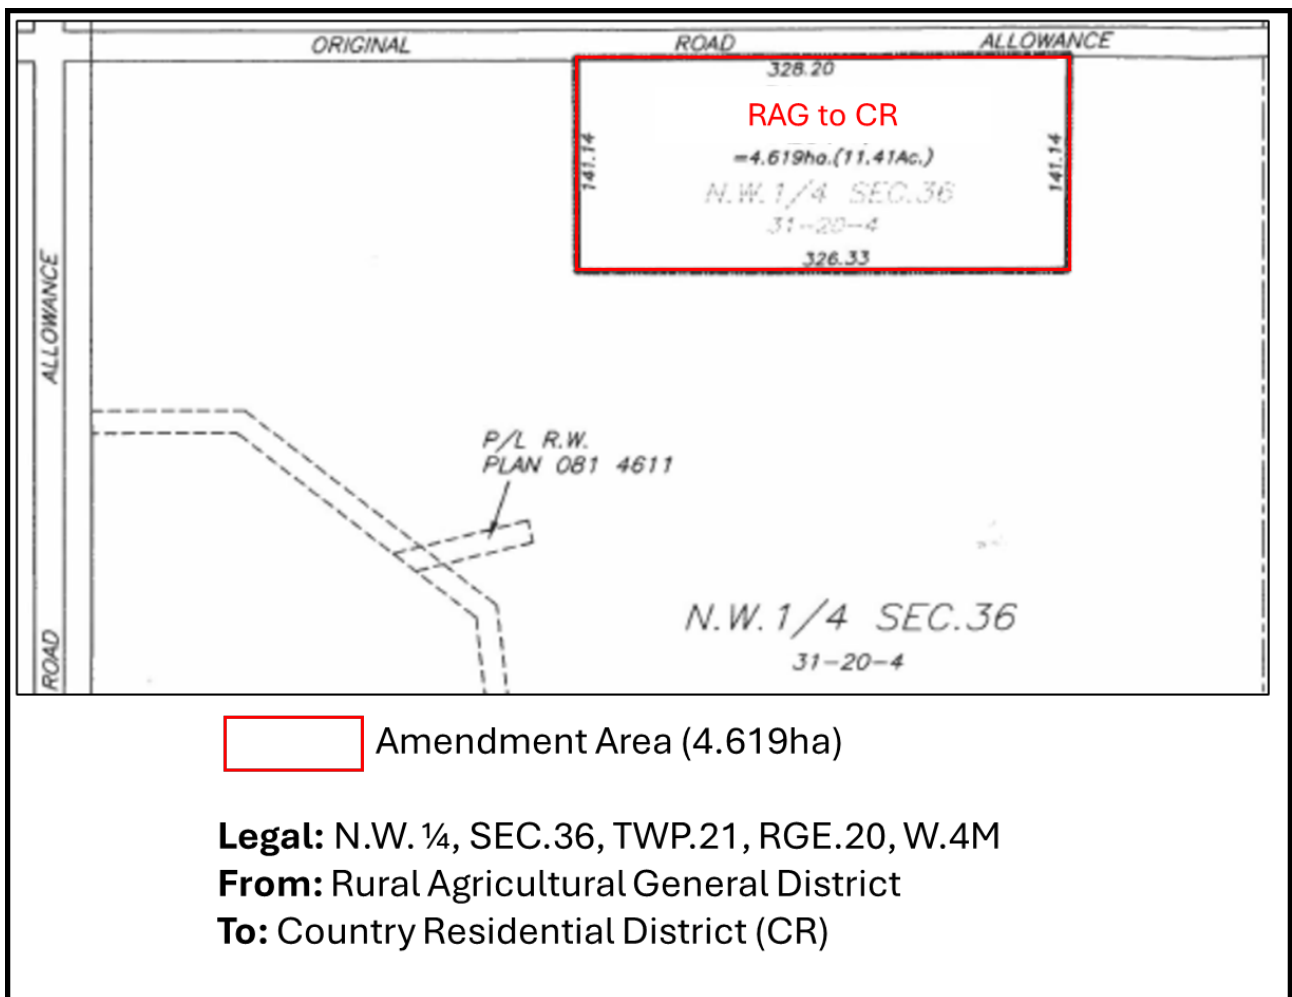 ORIGINAL ROAD ALLOWANCE
328.20
RAG to CR
141.14
141.14
=4.619ha.(11.41Ac.)
N.W.1/4 SEC.36
31-20-4
326.33
ROAD ALLOWANCE
P/L R.W.
PLAN 081 4611
N.W.1/4 SEC.36
31-20-4
Amendment Area (4.619ha)
Legal: N.W. ¼, SEC.36, TWP.21, RGE.20, W.4M
From: Rural Agricultural General District
To: Country Residential District (CR)